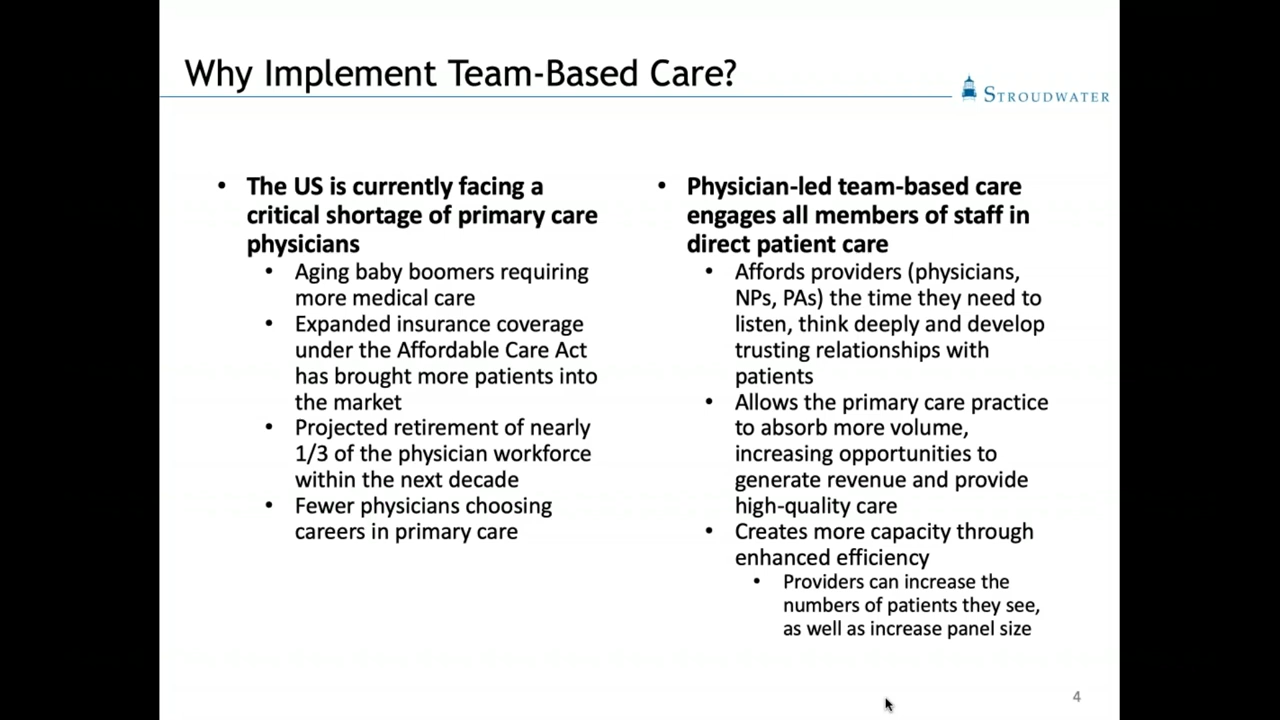 Why Implement Team-Based Care?
STROUDWATER
• The US is currently facing a
critical shortage of primary care
physicians
• Aging baby boomers requiring
more medical care
• Expanded insurance coverage
under the Affordable Care Act
has brought more patients into
the market
• Projected retirement of nearly
1/3 of the physician workforce
within the next decade
• Fewer physicians choosing
careers in primary care
• Physician-led team-based care
engages all members of staff in
direct patient care
• Affords providers (physicians,
NPs, PAs) the time they need to
listen, think deeply and develop
trusting relationships with
patients
• Allows the primary care practice
to absorb more volume,
increasing opportunities to
generate revenue and provide
high-quality care
• Creates more capacity through
enhanced efficiency
• Providers can increase the
numbers of patients they see,
as well as increase panel size
4